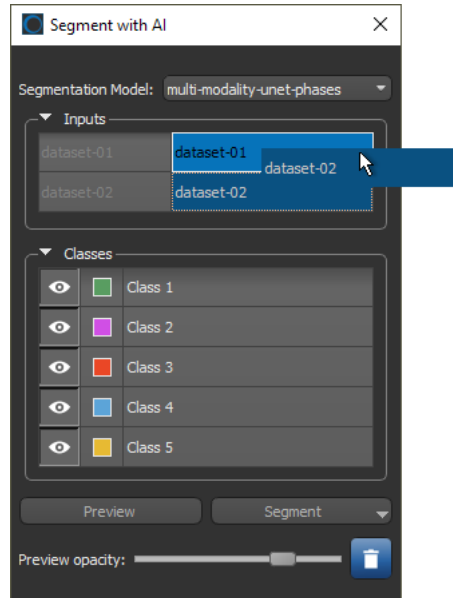 Segment with AI
Segmentation Model: multi-modality-unet-phases
Inputs
dataset-01 dataset-01
dataset-02
dataset-02 dataset-02
Classes
Class 1
Class 2
Class 3
Class 4
Class 5
Preview Segment
Preview opacity: